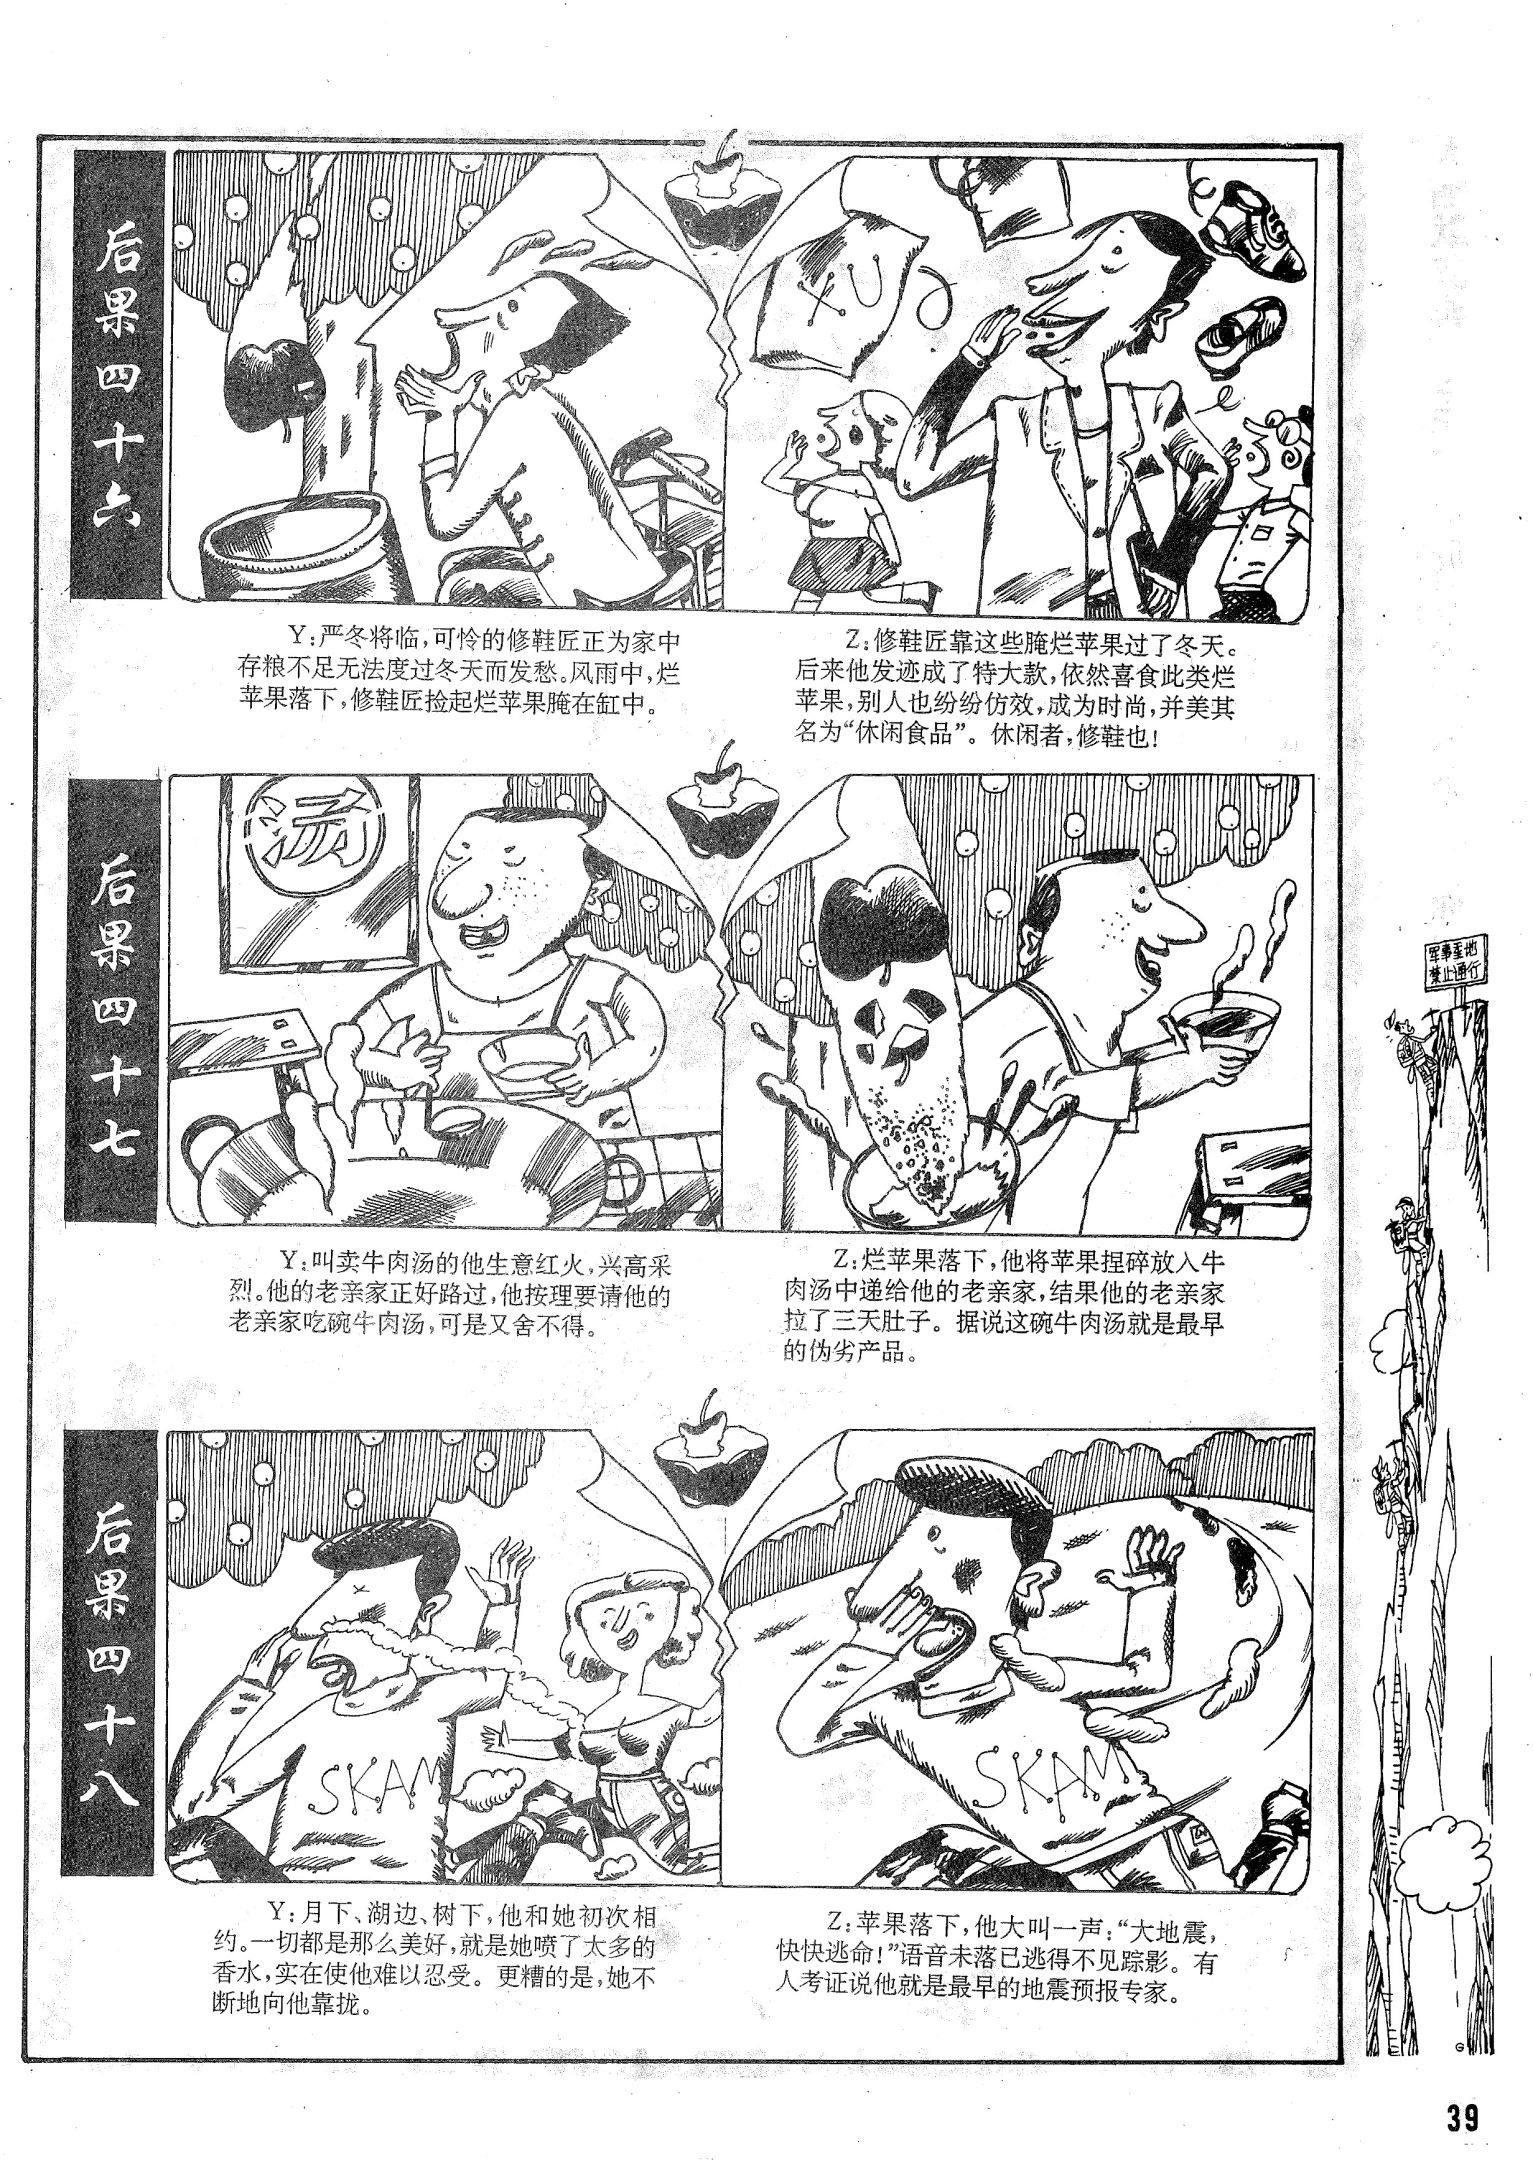 后果四十六
XU
Y:严冬将临,可怜的修鞋匠正为家中
存粮不足无法度过冬天而发愁。风雨中,烂
苹果落下,修鞋匠捡起烂苹果腌在缸中。
Z:修鞋匠靠这些腌烂苹果过了冬天。
后来他发迹成了特大款,依然喜食此类烂
苹果,别人也纷纷仿效,成为时尚,并美其
名为“休闲食品”。休闲者,修鞋也!
后果四十七
汤
Y:叫卖牛肉汤的他生意红火,兴高采
烈。他的老亲家正好路过,他按理要请他的
老亲家吃碗牛肉汤,可是又舍不得。
Z:烂苹果落下,他将苹果捏碎放入牛
肉汤中递给他的老亲家,结果他的老亲家
拉了三天肚子。据说这碗牛肉汤就是最早
的伪劣产品。
后果四十八
SKAM
SKAM
Y:月下、湖边、树下,他和她初次相
约。一切都是那么美好,就是她喷了太多的
香水,实在使他难以忍受。更糟的是,她不
断地向他靠拢。
Z:苹果落下,他大叫一声:“大地震,
快快逃命!”语音未落已逃得不见踪影。有
人考证说他就是最早的地震预报专家。
军事重地
禁止通行
39